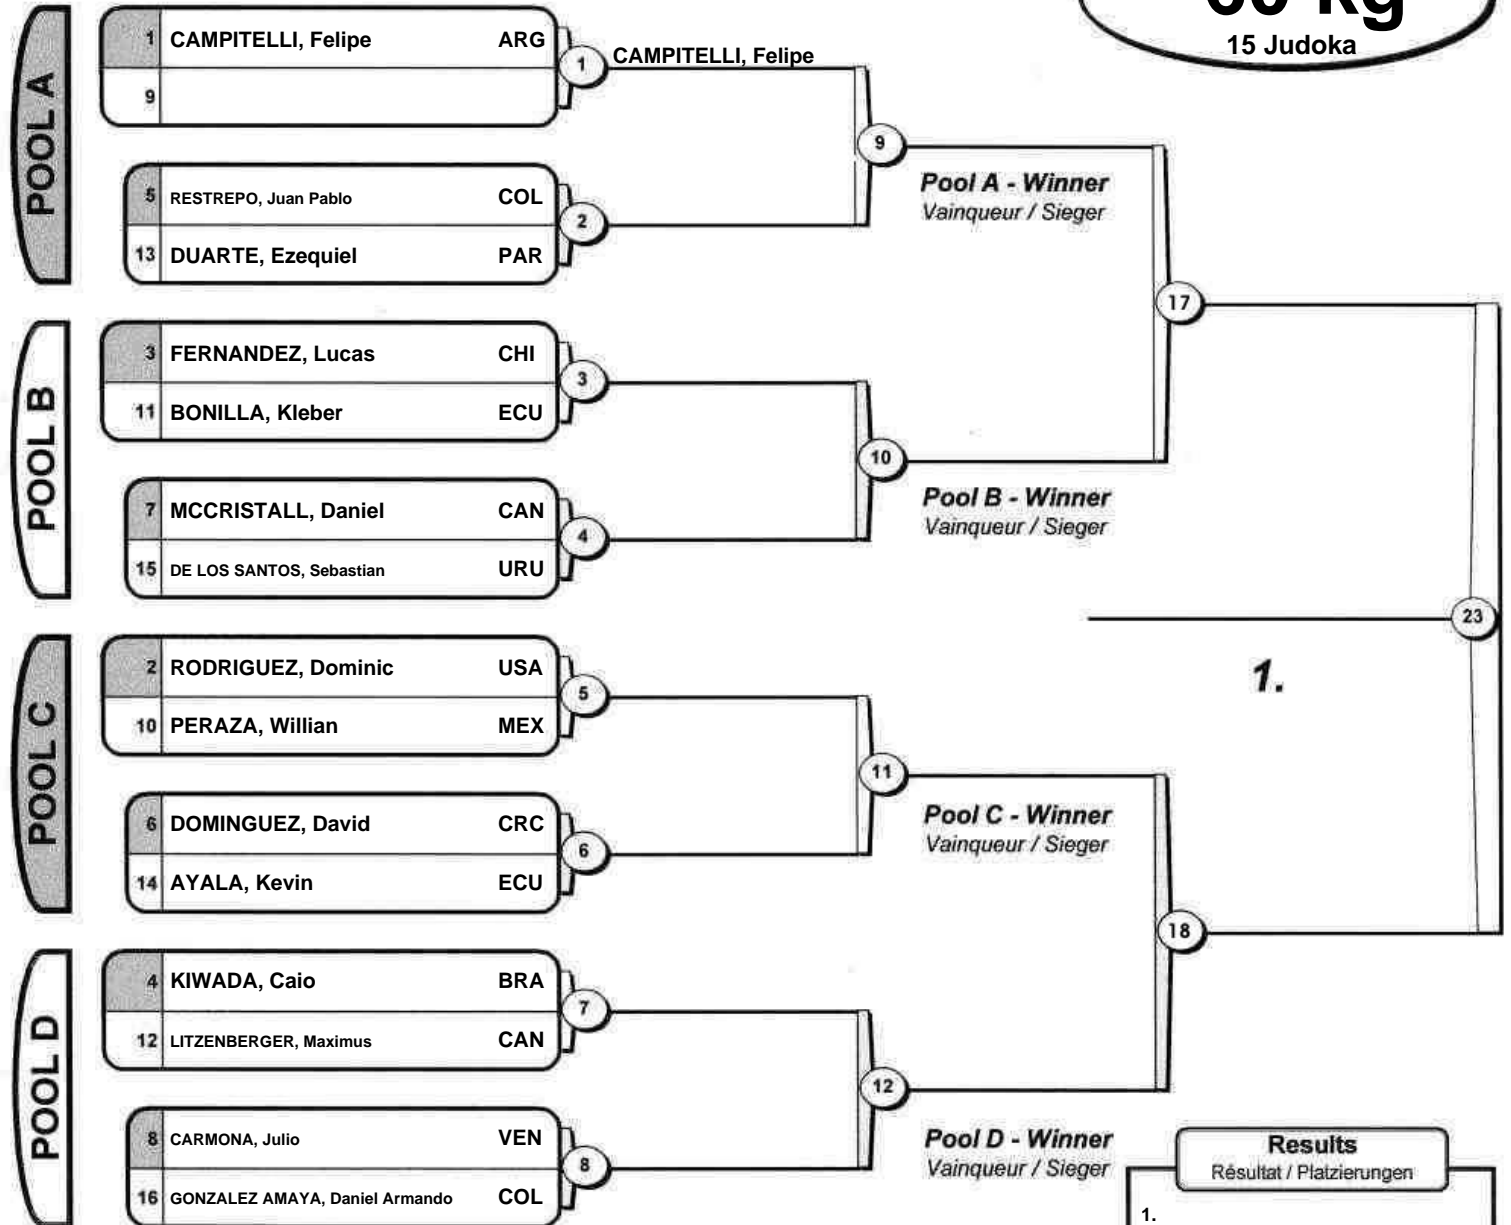 kg
15 Judoka
POOL A
1 CAMPITELLI, Felipe ARG
9
1
CAMPITELLI, Felipe
5 RESTREPO, Juan Pablo COL
13 DUARTE, Ezequiel PAR
2
9
Pool A - Winner
Vainqueur / Sieger
POOL B
3 FERNANDEZ, Lucas CHI
11 BONILLA, Kleber ECU
3
7 MCCRISTALL, Daniel CAN
15 DE LOS SANTOS, Sebastian URU
4
10
Pool B - Winner
Vainqueur / Sieger
17
POOL C
2 RODRIGUEZ, Dominic USA
10 PERAZA, Willian MEX
5
6 DOMINGUEZ, David CRC
14 AYALA, Kevin ECU
6
11
Pool C - Winner
Vainqueur / Sieger
23
1.
POOL D
4 KIWADA, Caio BRA
12 LITZENBERGER, Maximus CAN
7
8 CARMONA, Julio VEN
16 GONZALEZ AMAYA, Daniel Armando COL
8
12
Pool D - Winner
Vainqueur / Sieger
18
Results
Résultat / Platzierungen
1.